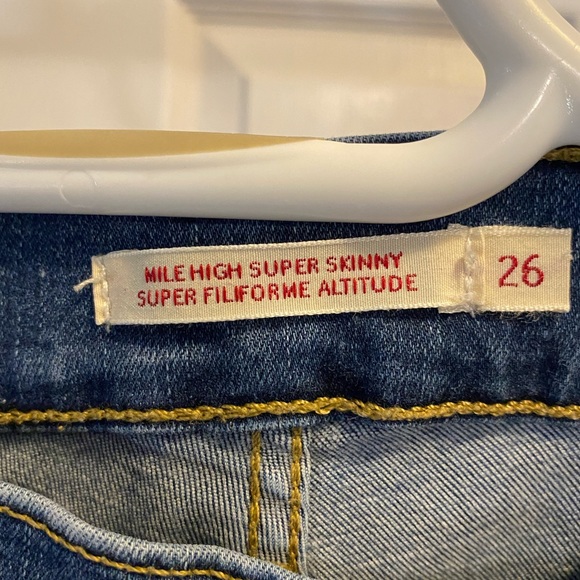 MILE HIGH SUPER SKINNY
SUPER FILIFORME ALTITUDE
26